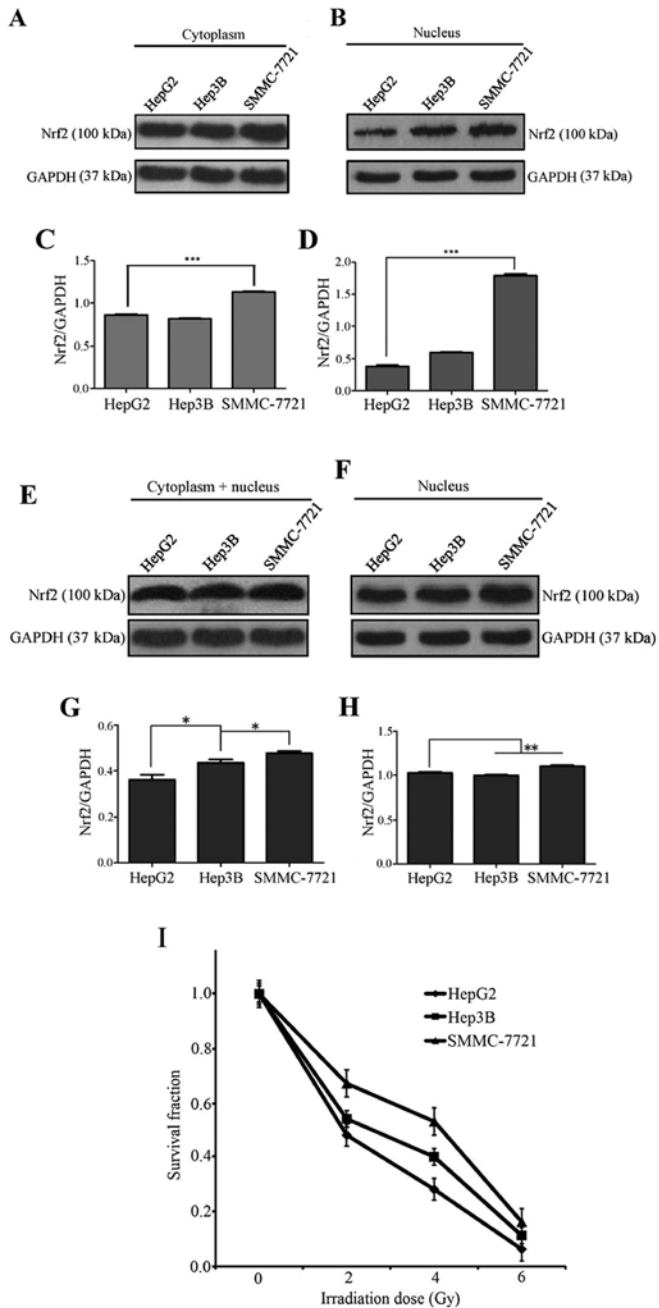 A
B
Cytoplasm
Nucleus
HepG2
Hep3B
SMMC-7721
HepG2
Hep3B
SMMC-7721
Nrf2 (100 kDa)
Nrf2 (100 kDa)
GAPDH (37 kDa)
GAPDH (37 kDa)
C
D
***
***
Nrf2/GAPDH
1.5
1.0
0.5
0.0
HepG2 Hep3B SMMC-7721
Nrf2/GAPDH
2.0
1.5
1.0
0.5
0.0
HepG2 Hep3B SMMC-7721
E
F
Cytoplasm + nucleus
Nucleus
HepG2
Hep3B
SMMC-7721
HepG2
Hep3B
SMMC-7721
Nrf2 (100 kDa)
Nrf2 (100 kDa)
GAPDH (37 kDa)
GAPDH (37 kDa)
G
H
* *
**
Nrf2/GAPDH
0.6
0.4
0.2
0.0
HepG2 Hep3B SMMC-7721
Nrf2/GAPDH
1.5
1.0
0.5
0.0
HepG2 Hep3B SMMC-7721
I
HepG2
Hep3B
SMMC-7721
Survival fraction
1.0
0.8
0.6
0.4
0.2
0.0
0 2 4 6
Irradiation dose (Gy)